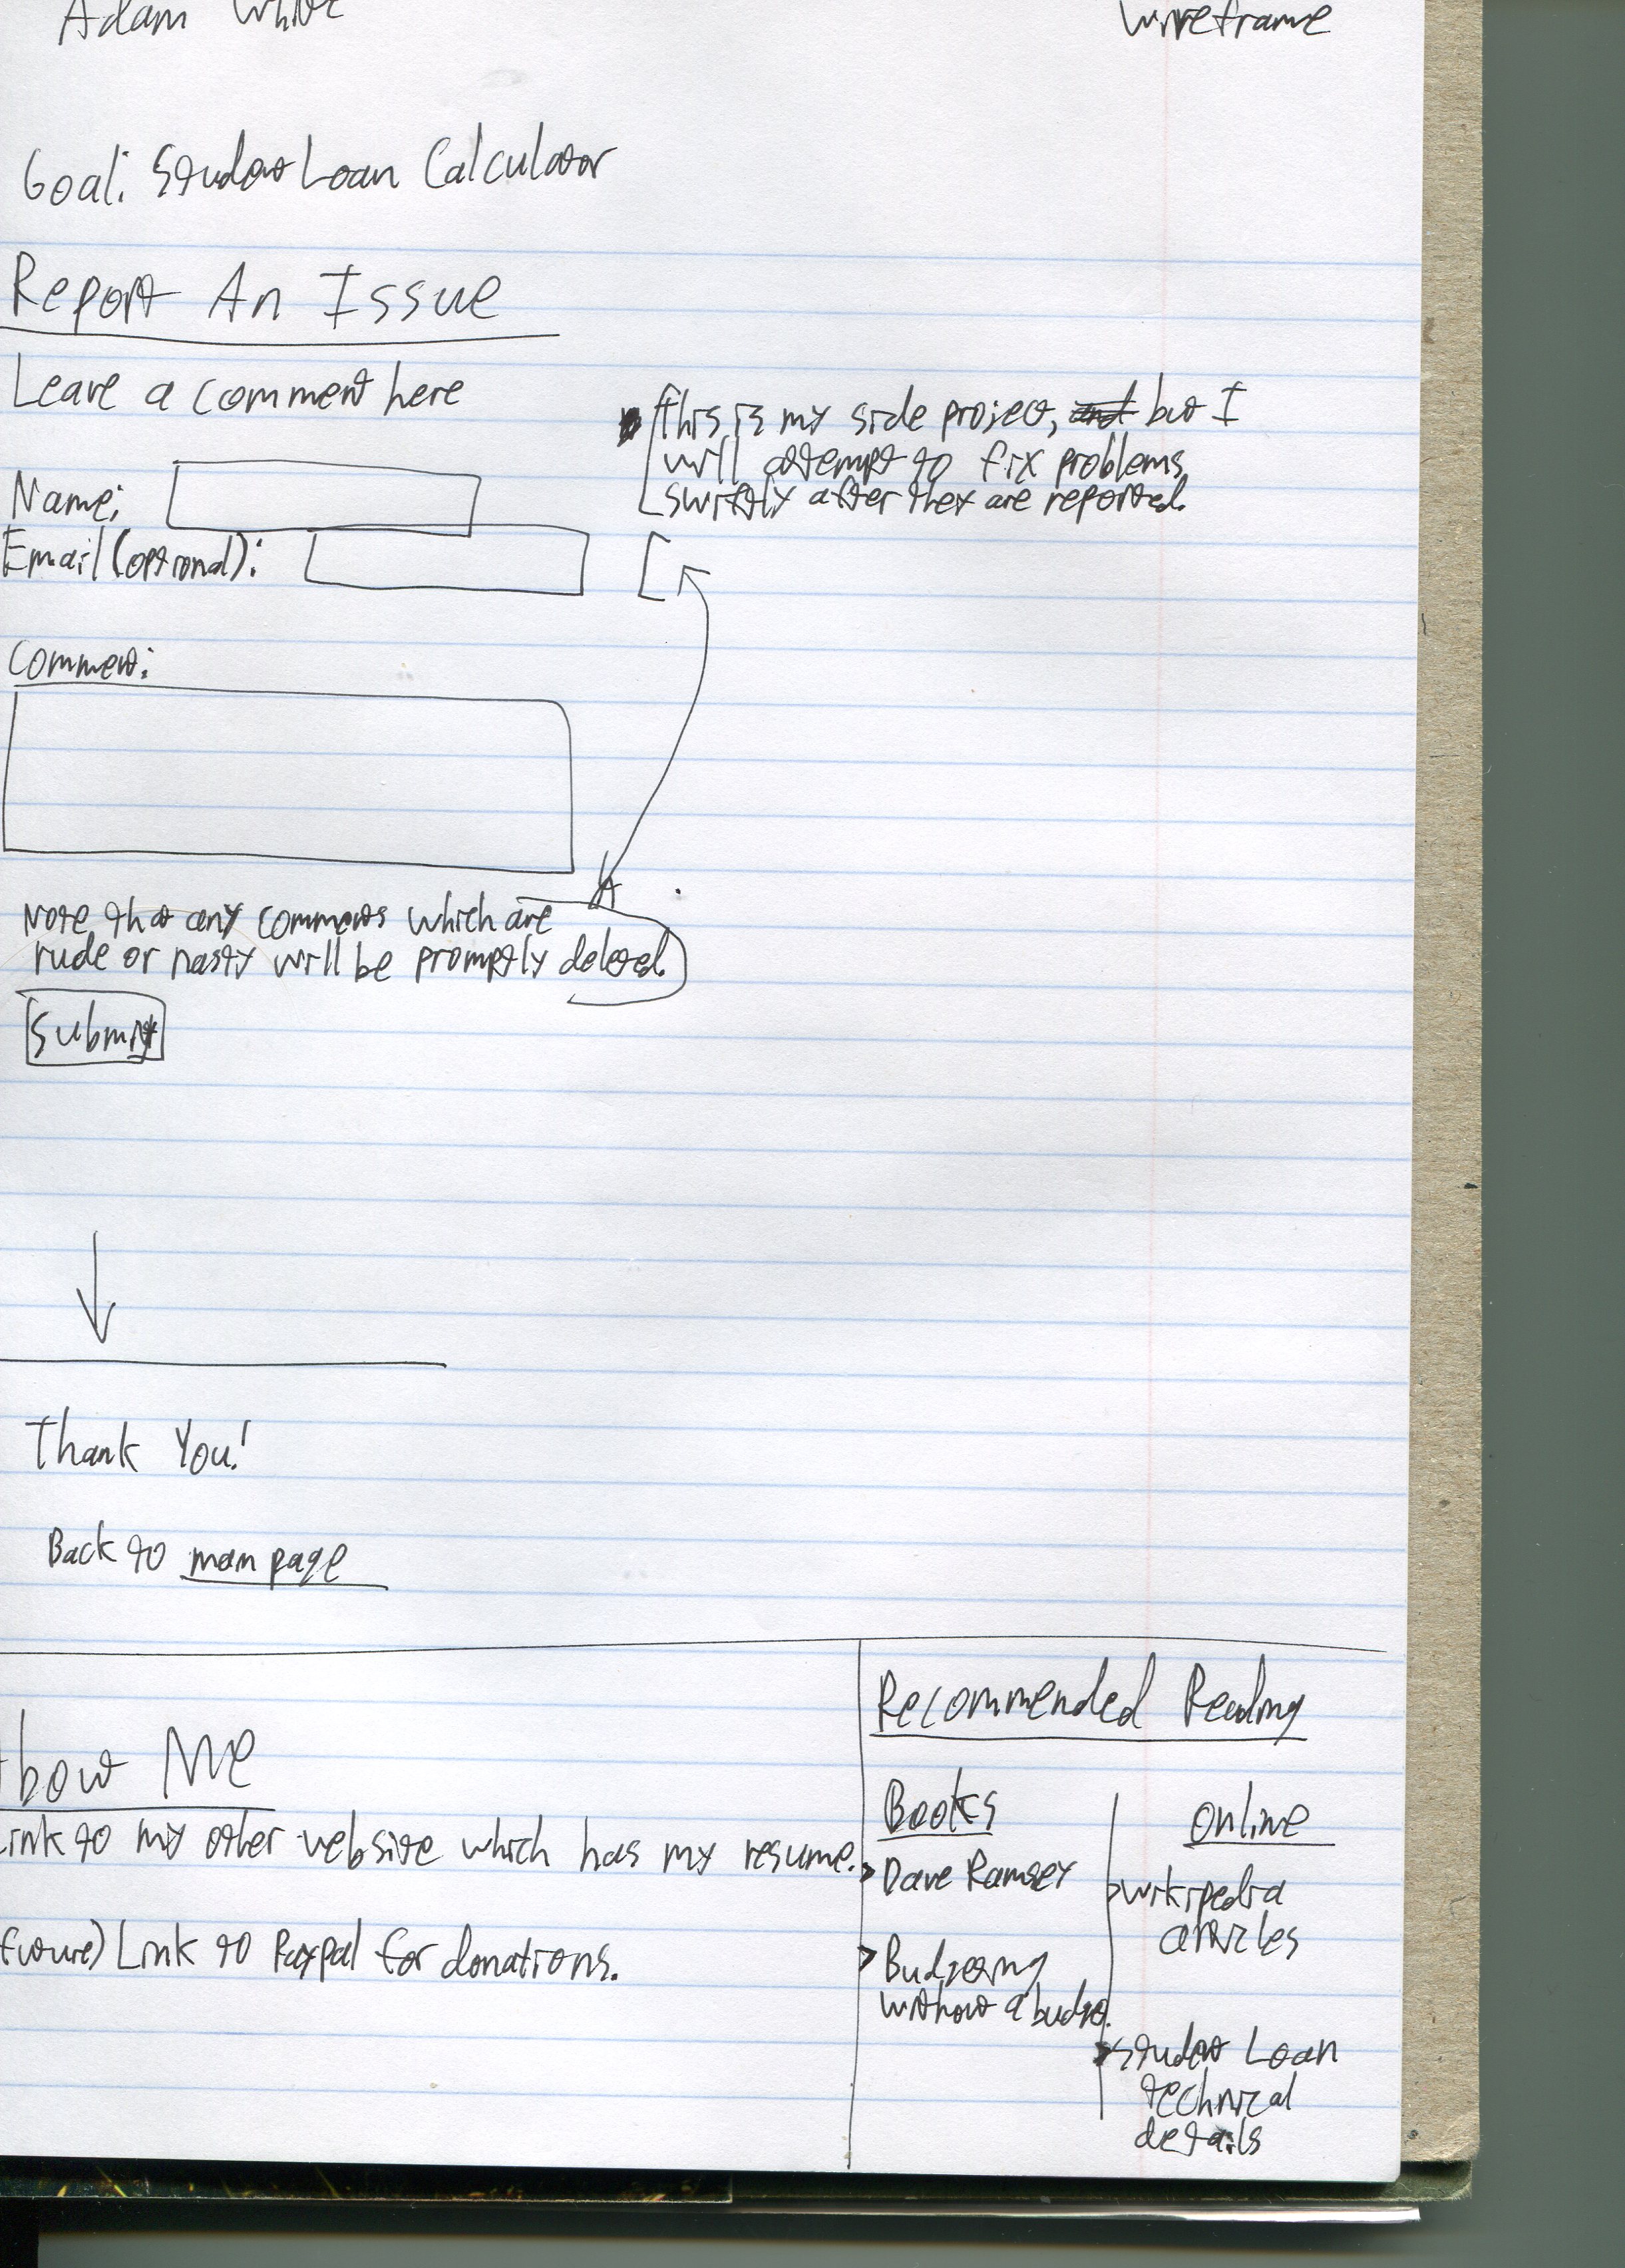 Adam White
Wireframe
Goal: Student Loan Calculator
Report An Issue
Leave a comment here
this is my side project, and but I
will attempt to fix problems
swiftly after they are reported.
Name:
Email (optional):
Comment:
Note that any comments which are
rude or nasty will be promptly deleted.
Submit
Thank You!
Back to main page
About Me
Link to my other website which has my resume.
future) Link to Paypal for donations.
Recommended Reading
Books
Dave Ramsey
Budgeting
without a budget.
Online
wikipedia
articles
Student Loan
technical
details